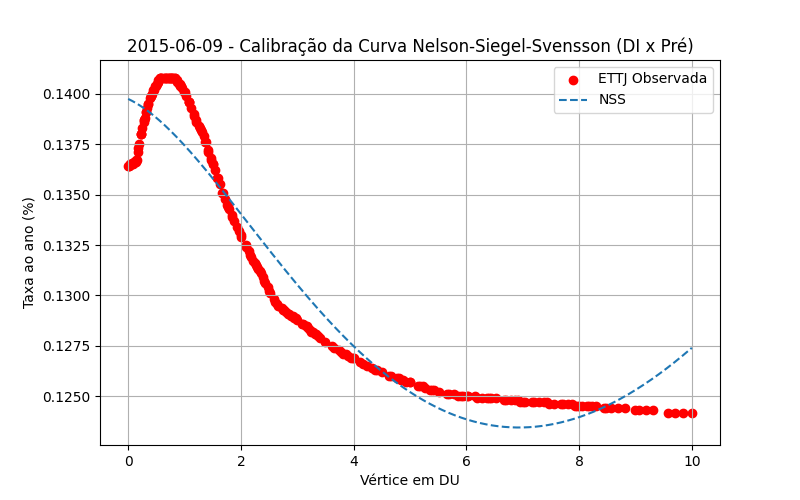 2015-06-09 - Calibração da Curva Nelson-Siegel-Svensson (DI x Pré)
ETTJ Observada
NSS
Taxa ao ano (%)
0.1400
0.1375
0.1350
0.1325
0.1300
0.1275
0.1250
0 2 4 6 8 10
Vértice em DU